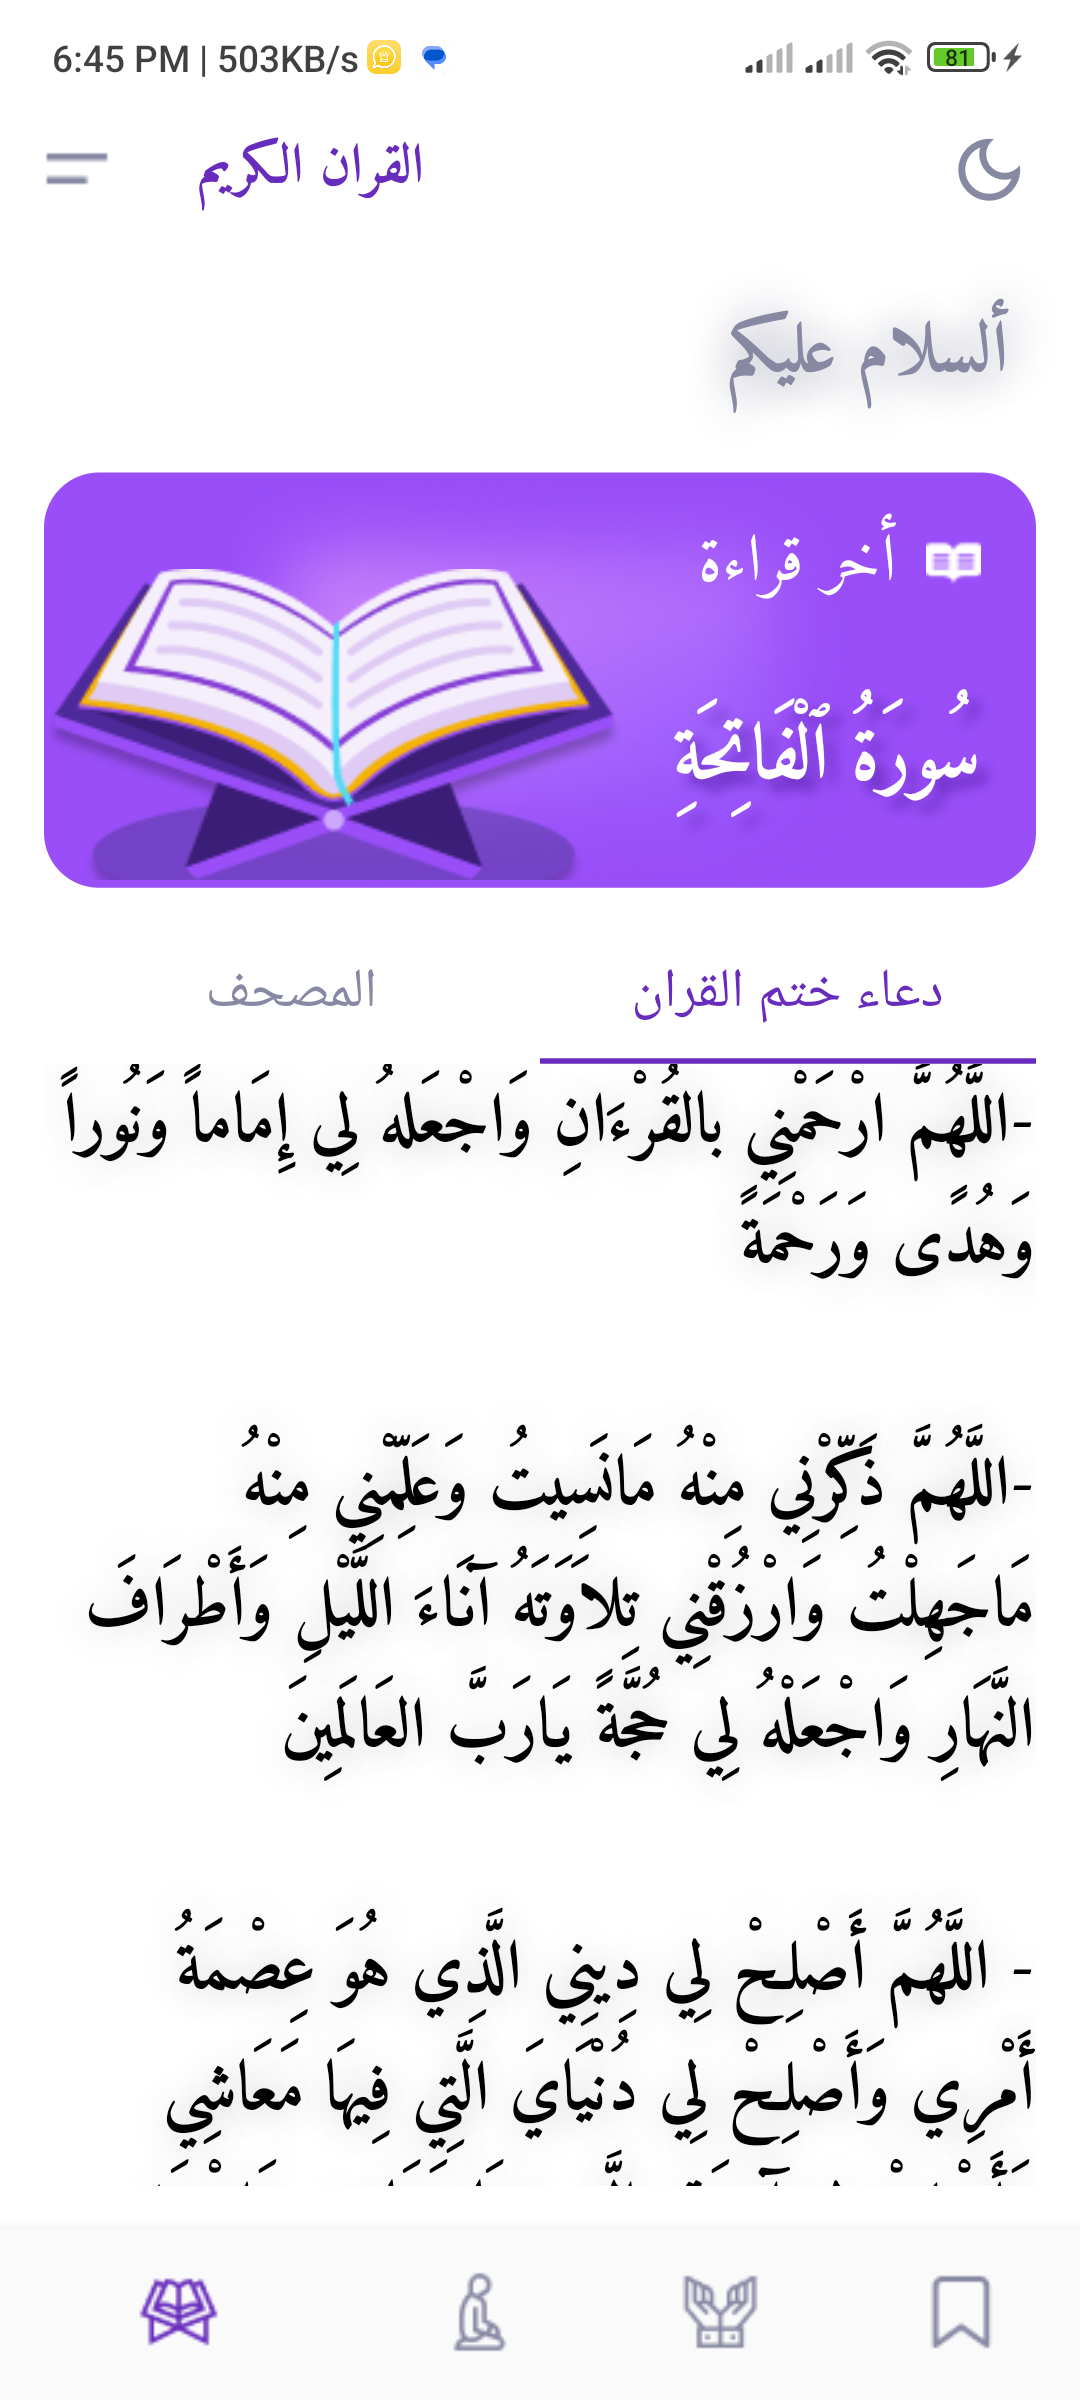 6:45 PM | 503KB/s
81
القران الكريم
ألسلام عليكم
أخر قراءة
سُورَةُ ٱلْفَاتِحَةِ
دعاء ختم القران
المصحف
-اللَّهُمَّ ارْحَمْنِي بالقُرْءَانِ وَاجْعَلهُ لِي إِمَاماً وَنُوراً
وَهُدًى وَرَحْمَةً
-اللَّهُمَّ ذَكِّرْنِي مِنْهُ مَانَسِيتُ وَعَلِّمْنِي مِنْهُ
مَاجَهِلْتُ وَارْزُقْنِي تِلاَوَتَهُ آنَاءَ اللَّيْلِ وَأَطْرَافَ
النَّهَارِ وَاجْعَلْهُ لِي حُجَّةً يَارَبَّ العَالَمِينَ
- اللَّهُمَّ أَصْلِحْ لِي دِينِي الَّذِي هُوَ عِصْمَةُ
أَمْرِي وَأَصْلِحْ لِي دُنْيَايَ الَّتِي فِيهَا مَعَاشِي